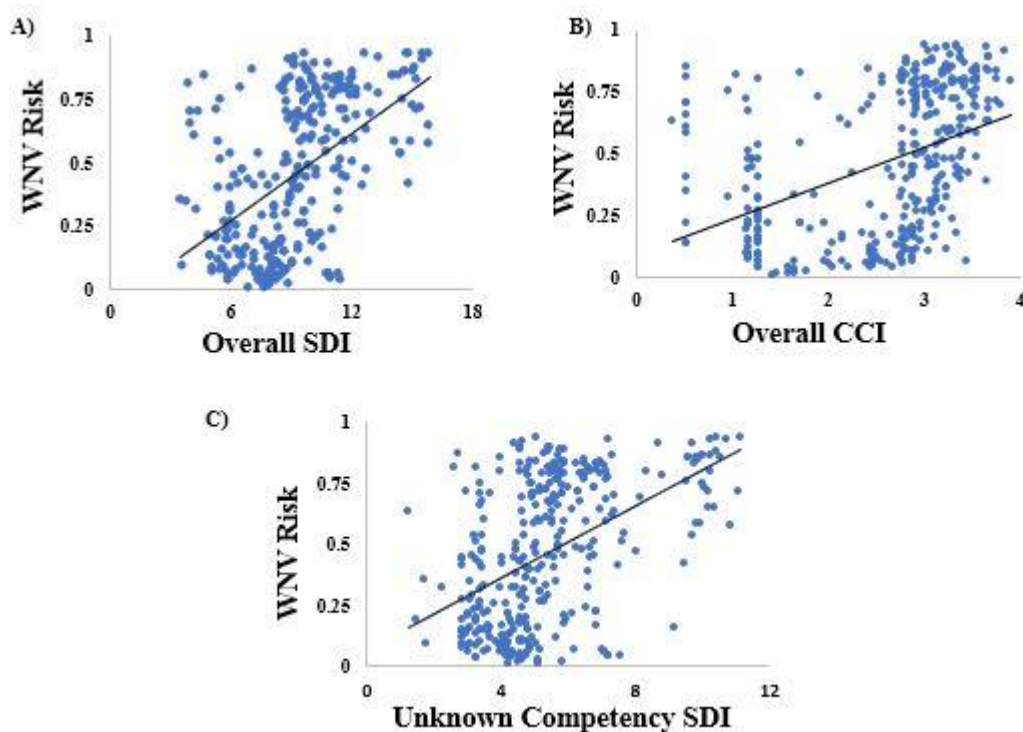 A)
WNV Risk
1
0.75
0.5
0.25
0
0 6 12 18
Overall SDI
B)
WNV Risk
1
0.75
0.5
0.25
0
0 1 2 3 4
Overall CCI
C)
WNV Risk
1
0.75
0.5
0.25
0
0 4 8 12
Unknown Competency SDI